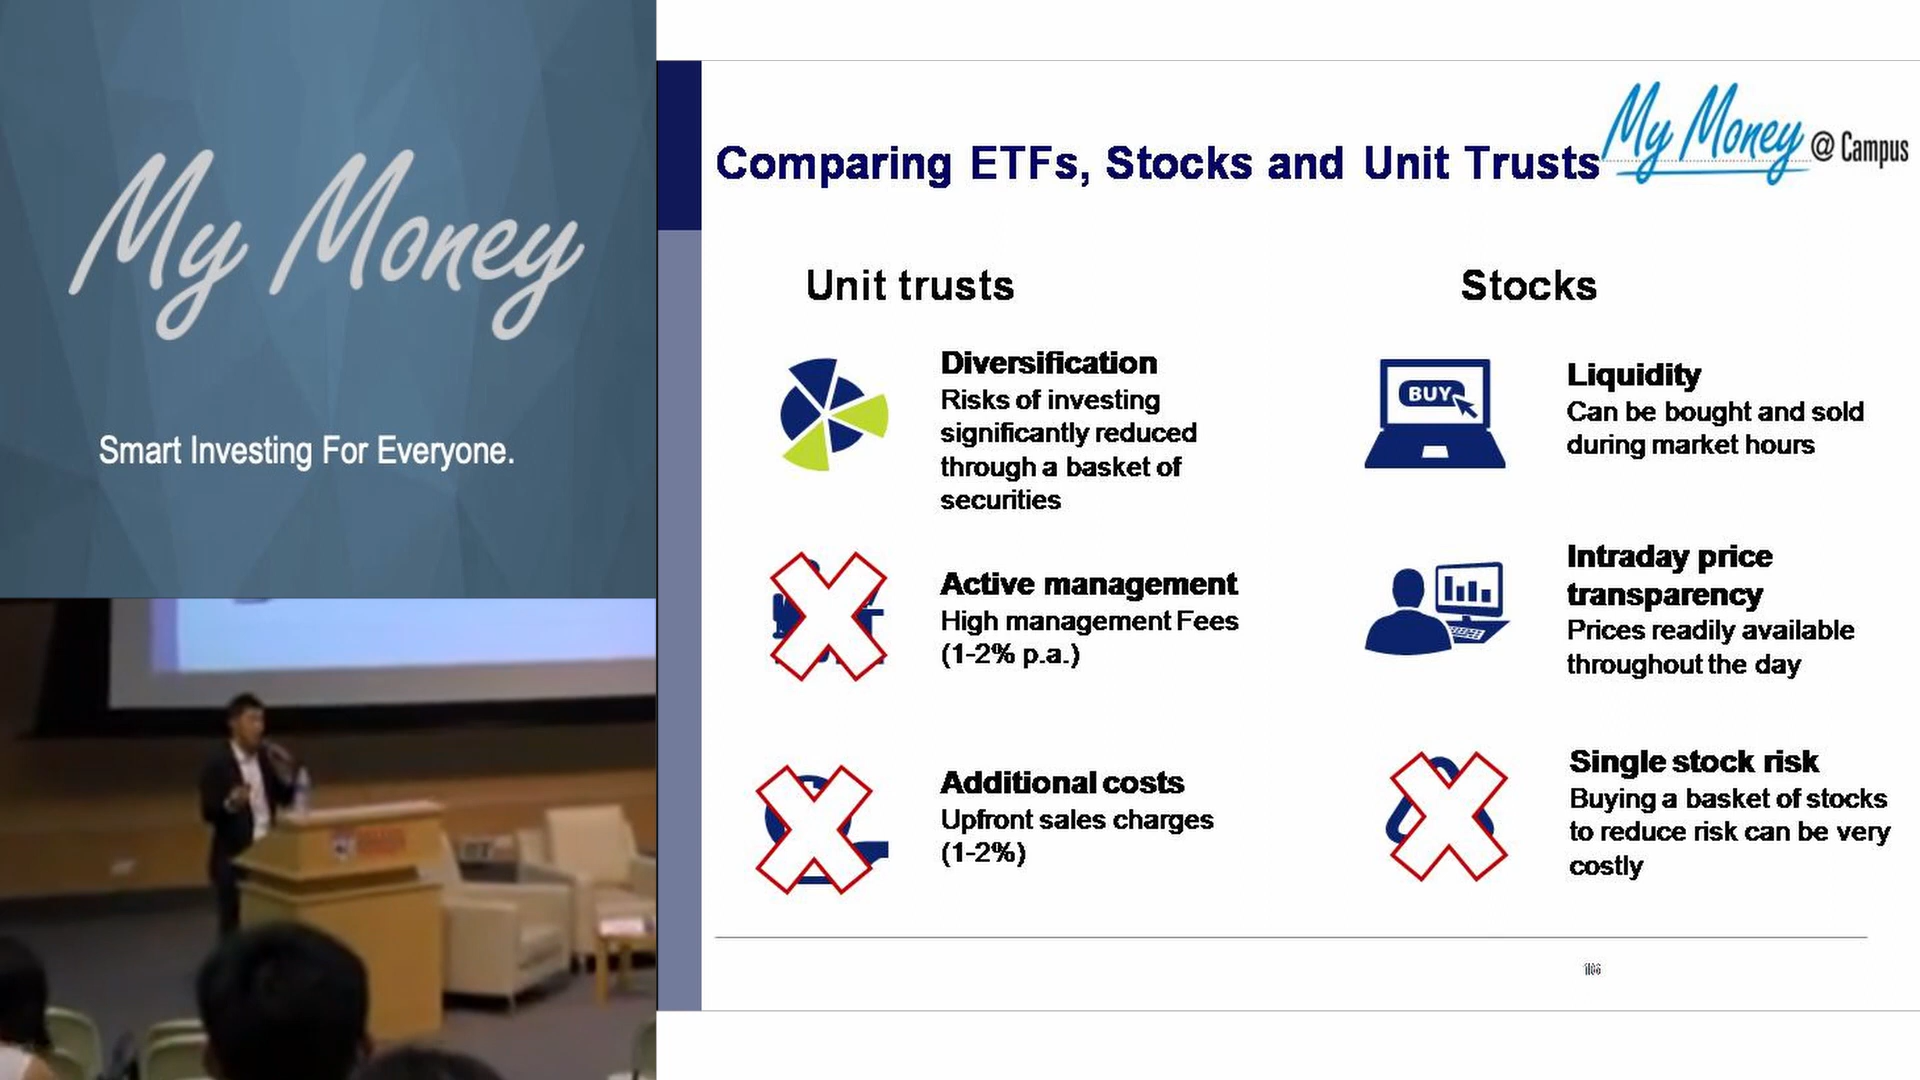 My Money
Smart Investing For Everyone.
Comparing ETFs, Stocks and Unit Trusts
My Money @ Campus
Unit trusts
Diversification
Risks of investing
significantly reduced
through a basket of
securities
Active management
High management Fees
(1-2% p.a.)
Additional costs
Upfront sales charges
(1-2%)
Stocks
BUY
Liquidity
Can be bought and sold
during market hours
Intraday price
transparency
Prices readily available
throughout the day
Single stock risk
Buying a basket of stocks
to reduce risk can be very
costly